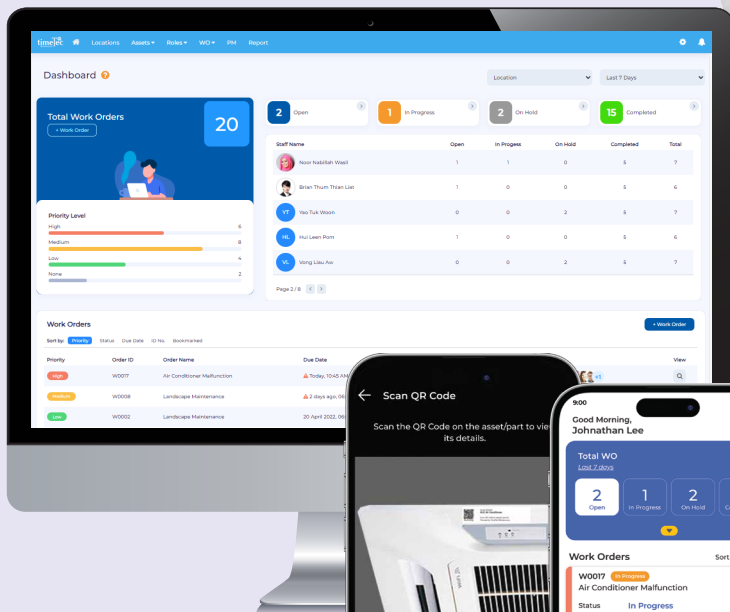 timeTec Locations Assets Roles WO PM Report
Dashboard ? Location Last 7 Days
Total Work Orders
+ Work Order
20
2 Open
1 In Progress
2 On Hold
15 Completed
Priority Level
High 6
Medium 8
Low 4
None 2
Staff Name Open In Progess On Hold Completed Total
Noor Nabillah Wasil 1 1 0 5 7
Brian Thum Thian Liat 1 0 0 5 6
YT Yao Tuk Woon 0 0 2 5 7
HL Hui Leen Pom 1 0 0 5 6
VL Vong Liau Aw 0 0 2 5 7
Page 2 / 8 < >
Work Orders + Work Order
Sort by: Priority Status Due Date ID No. Bookmarked
Priority Order ID Order Name Due Date View
High WO017 Air Conditioner Malfunction Today, 10:45 AM
Medium WO008 Landscape Maintenance 2 days ago, 06:
Low WO002 Landscape Maintenance 20 April 2022, 06:
Scan QR Code
Scan the QR Code on the asset/part to view
its details.
9:00
Good Morning,
Johnathan Lee
Total WO
Last 7 days
2 Open
1 In Progress
2 On Hold
Work Orders Sort
WO017 In Progress
Air Conditioner Malfunction
Status In Progress